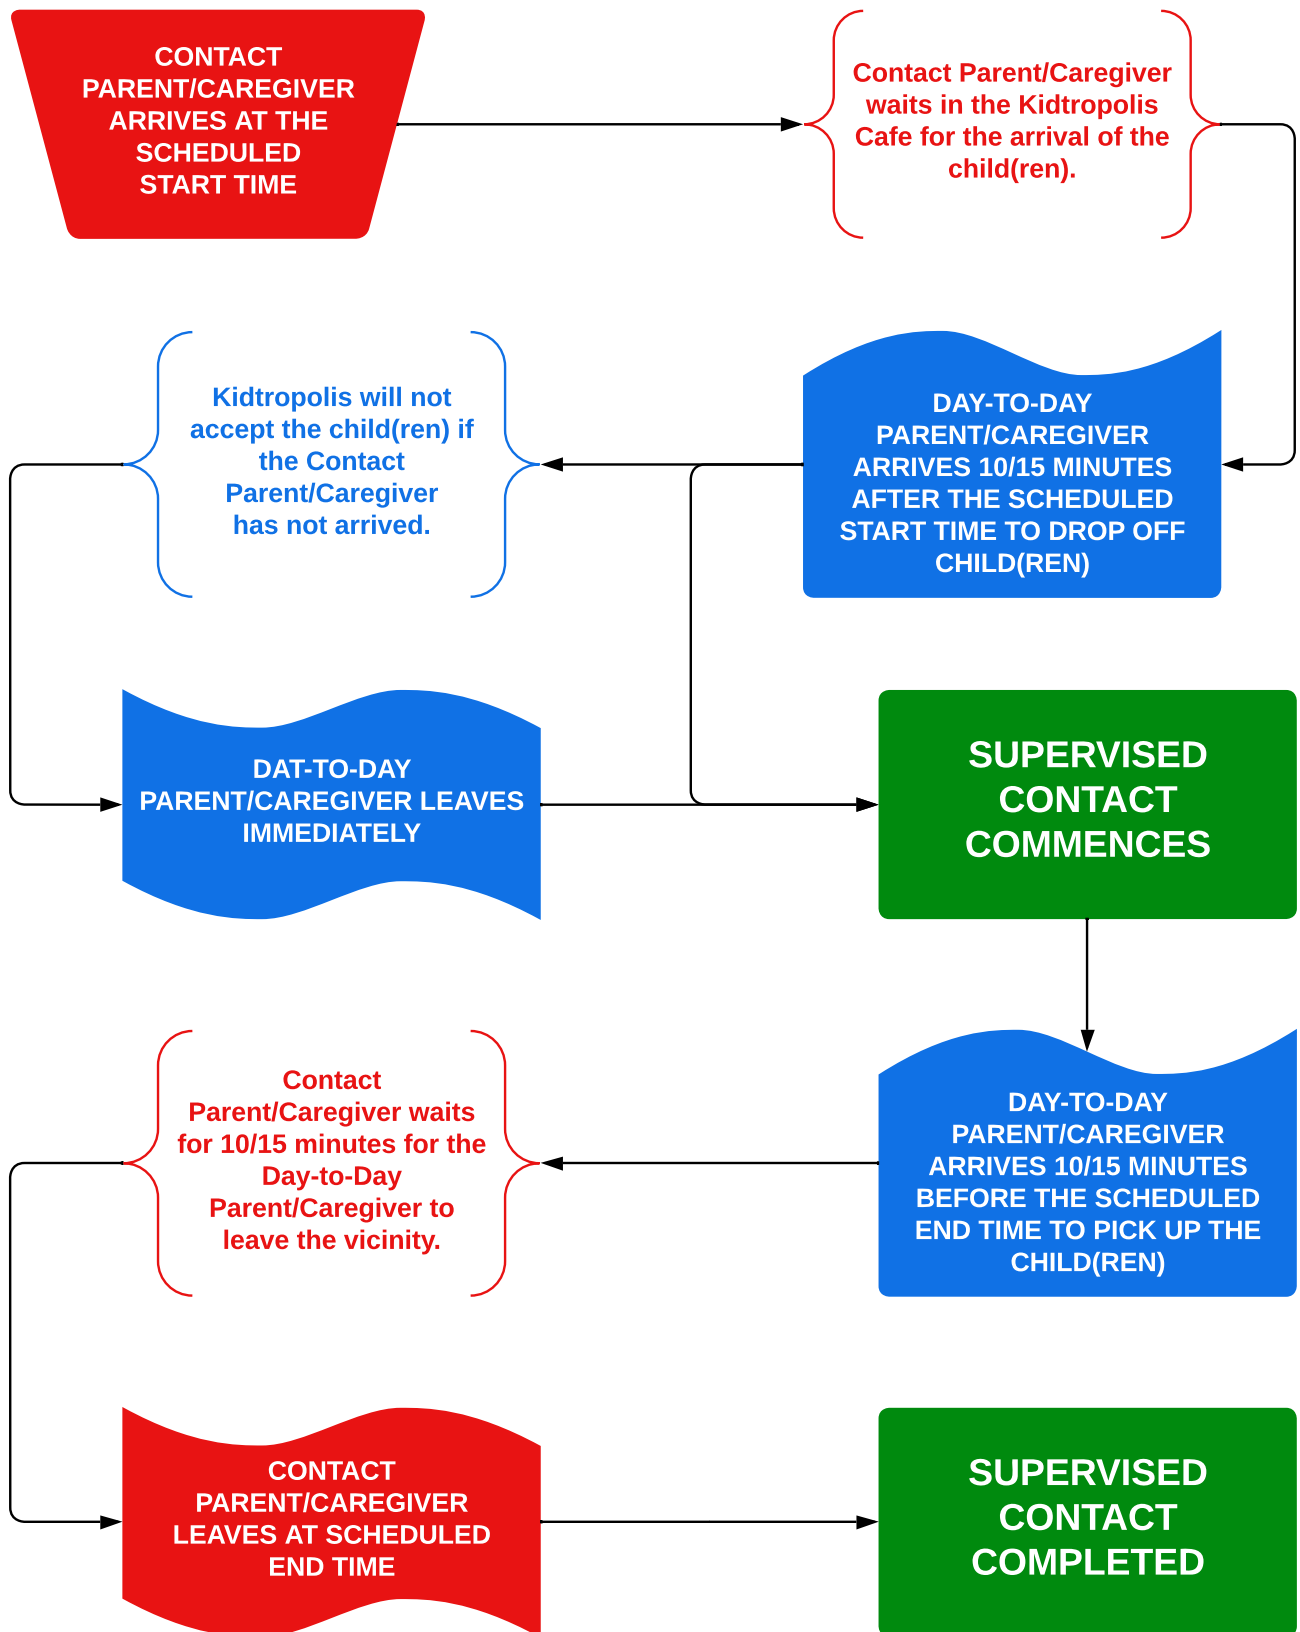 CONTACT
PARENT/CAREGIVER
ARRIVES AT THE
SCHEDULED
START TIME
Contact Parent/Caregiver
waits in the Kidtropolis
Cafe for the arrival of the
child(ren).
DAY-TO-DAY
PARENT/CAREGIVER
ARRIVES 10/15 MINUTES
AFTER THE SCHEDULED
START TIME TO DROP OFF
CHILD(REN)
Kidtropolis will not
accept the child(ren) if
the Contact
Parent/Caregiver
has not arrived.
DAT-TO-DAY
PARENT/CAREGIVER LEAVES
IMMEDIATELY
SUPERVISED
CONTACT
COMMENCES
DAY-TO-DAY
PARENT/CAREGIVER
ARRIVES 10/15 MINUTES
BEFORE THE SCHEDULED
END TIME TO PICK UP THE
CHILD(REN)
Contact
Parent/Caregiver waits
for 10/15 minutes for the
Day-to-Day
Parent/Caregiver to
leave the vicinity.
CONTACT
PARENT/CAREGIVER
LEAVES AT SCHEDULED
END TIME
SUPERVISED
CONTACT
COMPLETED